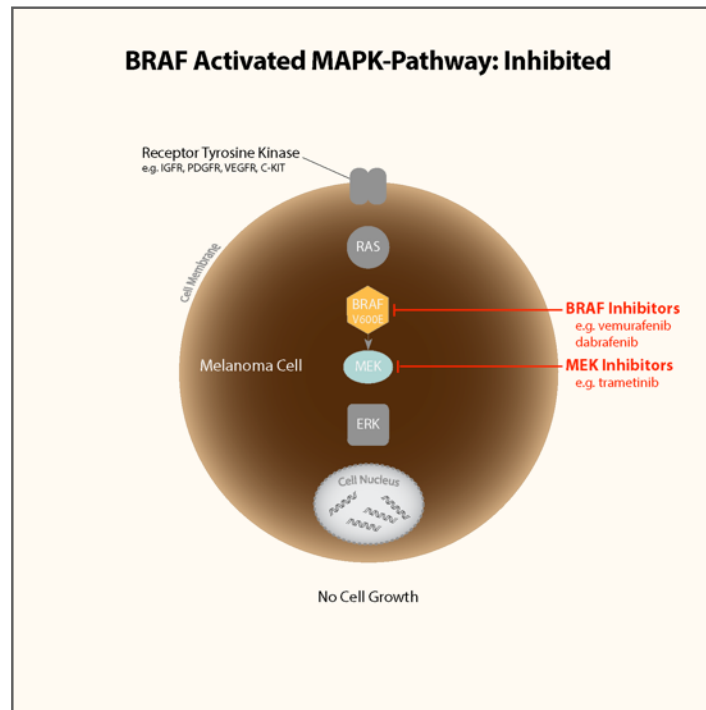 BRAF Activated MAPK-Pathway: Inhibited
Receptor Tyrosine Kinase
e.g. IGFR, PDGFR, VEGFR, C-KIT
Cell Membrane
RAS
BRAF
V600E
BRAF Inhibitors
e.g. vemurafenib
dabrafenib
Melanoma Cell
MEK
MEK Inhibitors
e.g. trametinib
ERK
Cell Nucleus
No Cell Growth